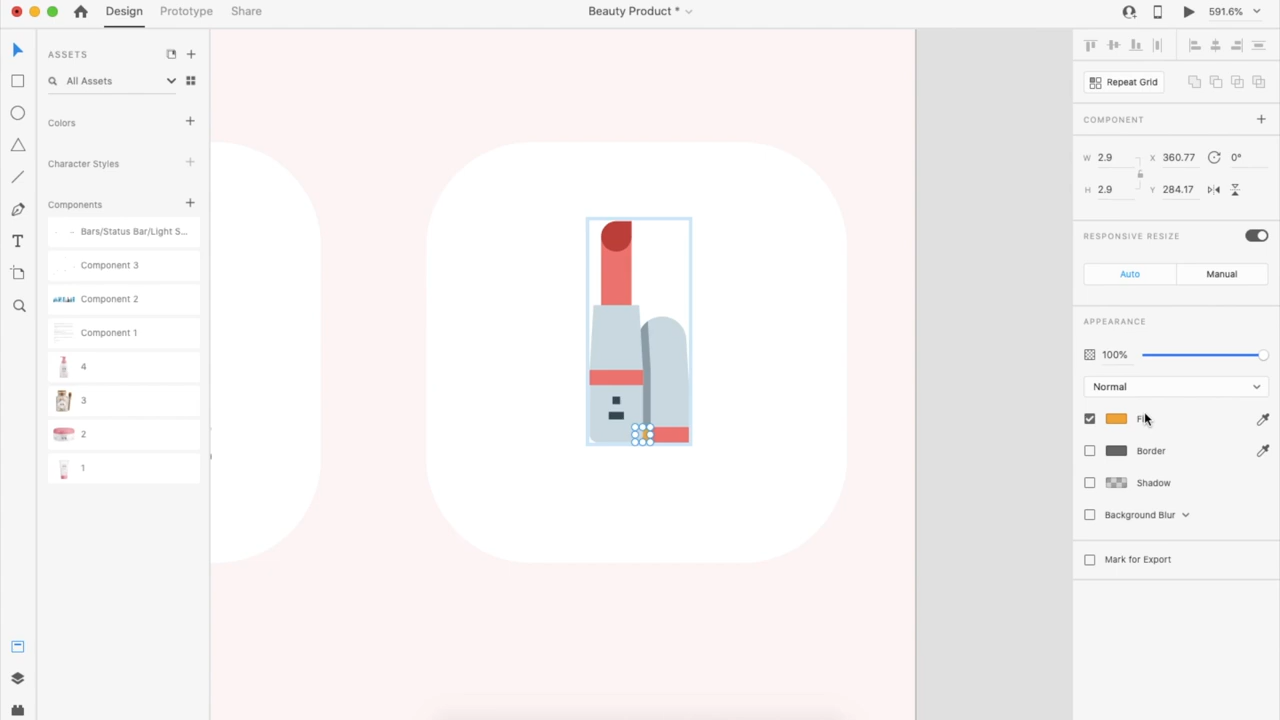 Design Prototype Share Beauty Product * 591.6%
ASSETS
All Assets
Colors
Character Styles
Components
Bars/Status Bar/Light S...
Component 3
Component 2
Component 1
4
3
2
1
Repeat Grid
COMPONENT
W 2.9 X 360.77 0°
H 2.9 Y 284.17
RESPONSIVE RESIZE
Auto Manual
APPEARANCE
100%
Normal
Border
Shadow
Background Blur
Mark for Export